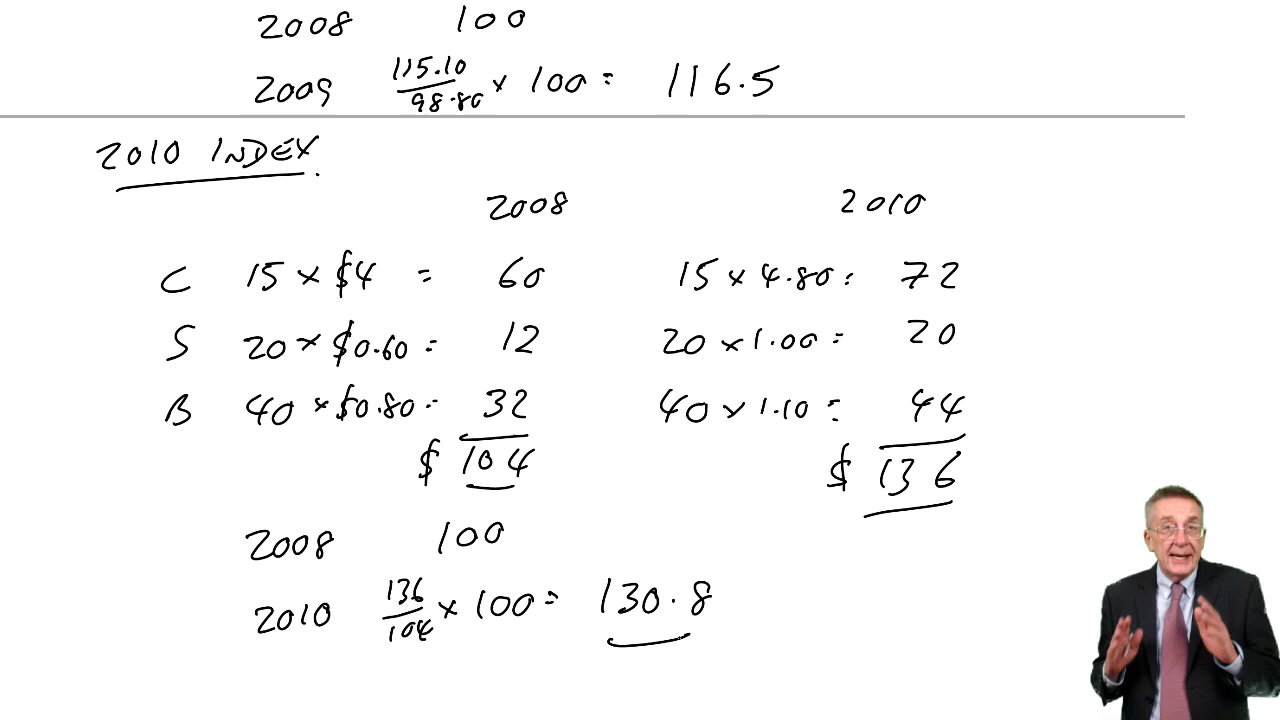 2008 100
2009 115.10/98.80 × 100 = 116.5
2010 INDEX.
2008 2010
C 15 × $4 = 60 15 × 4.80 = 72
S 20 × $0.60 = 12 20 × 1.00 = 20
B 40 × $0.80 = 32 40 × 1.10 = 44
$ 104 $ 136
2008 100
2010 136/104 × 100 = 130.8